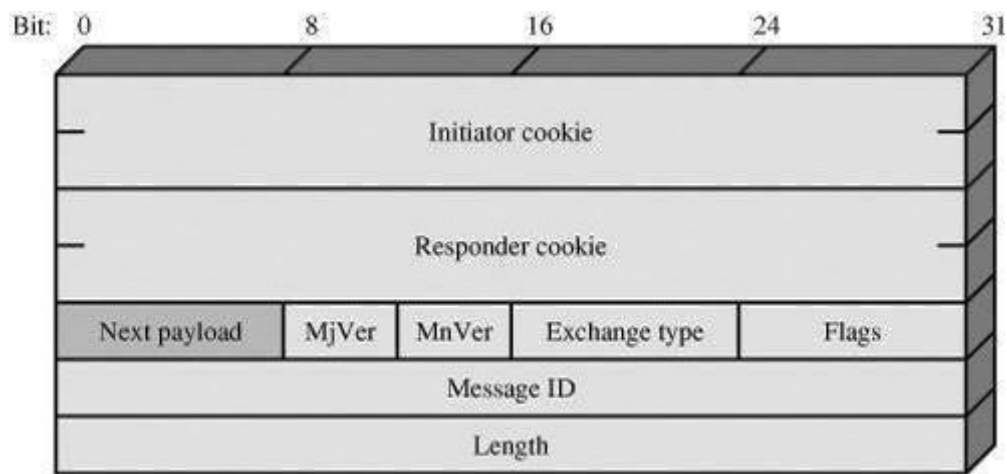 Bit: 0 8 16 24 31
Initiator cookie
Responder cookie
Next payload MjVer MnVer Exchange type Flags
Message ID
Length